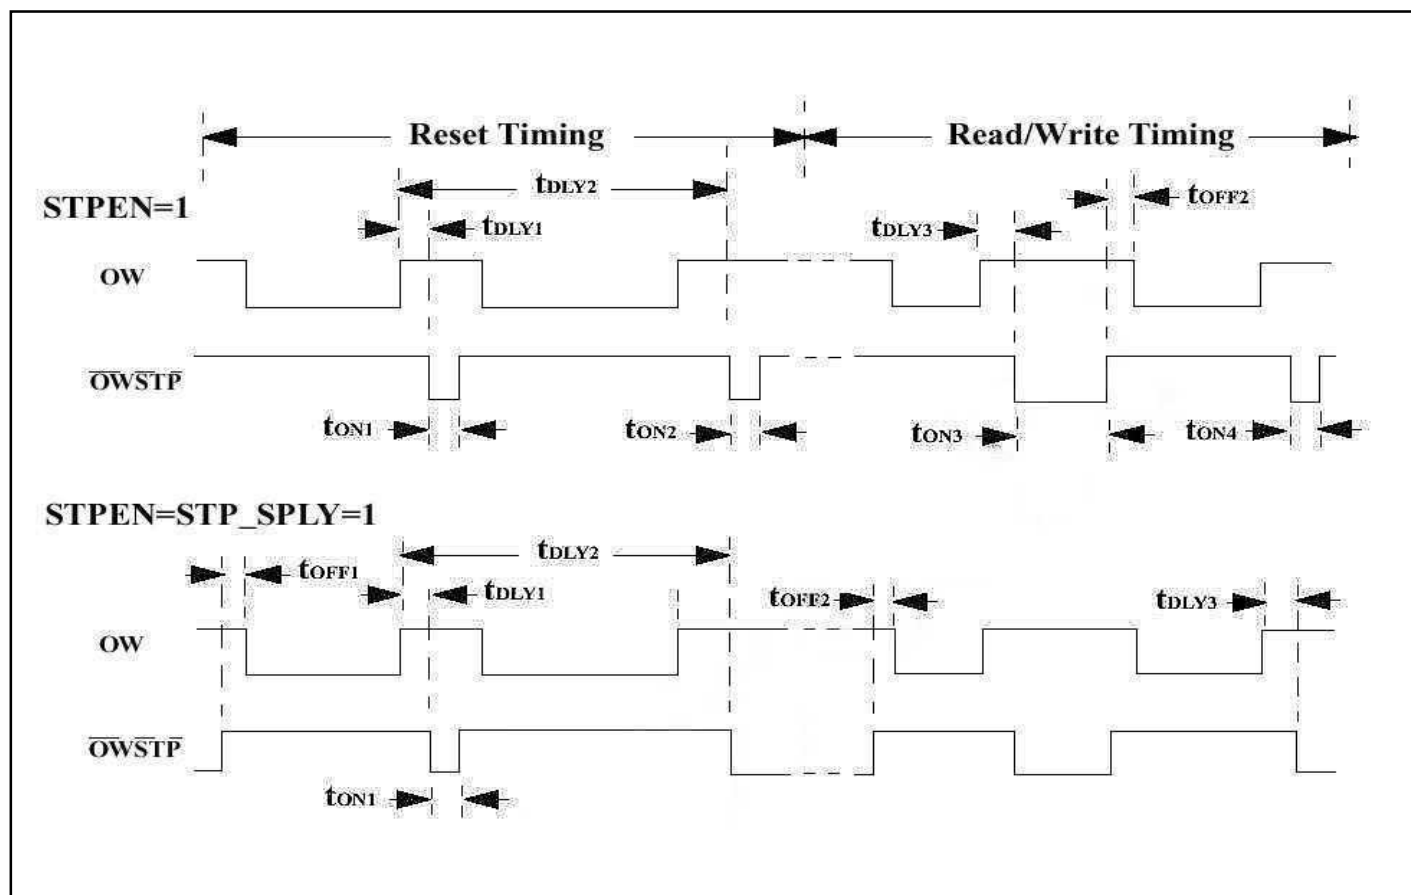 Reset Timing Read/Write Timing
tDLY2
STPEN=1 tOFF2
tDLY1 tDLY3
OW
OWSTP
tON1 tON2 tON3 tON4
STPEN=STP_SPLY=1
tDLY2
tOFF1 tDLY1 tOFF2 tDLY3
OW
OWSTP
tON1